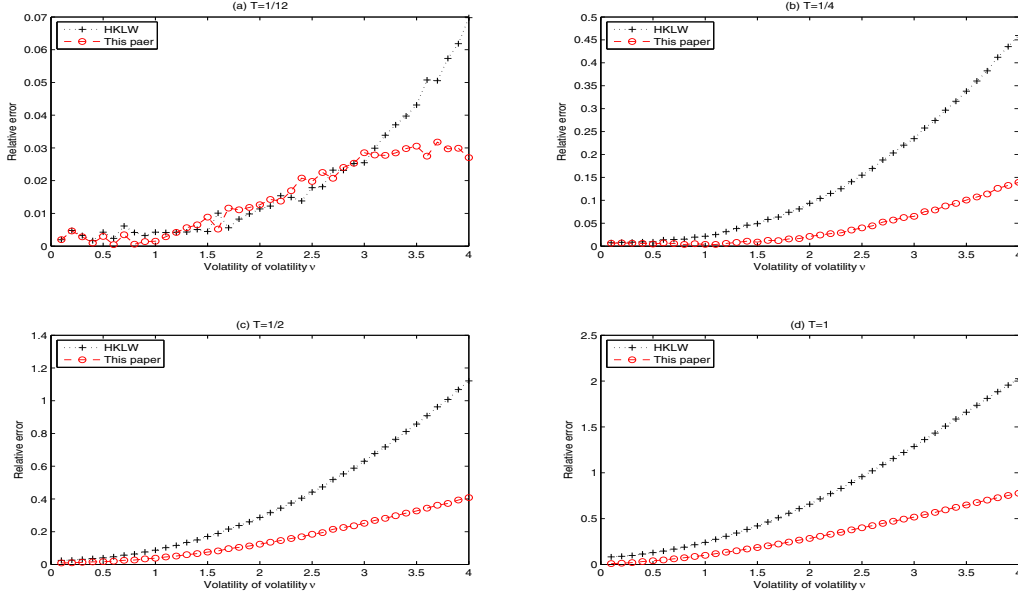 (a) T=1/12
0.07
0.06
0.05
0.04
0.03
0.02
0.01
0
Relative error
HKLW
This paer
0 0.5 1 1.5 2 2.5 3 3.5 4
Volatility of volatility ν
(b) T=1/4
0.5
0.45
0.4
0.35
0.3
0.25
0.2
0.15
0.1
0.05
0
Relative error
HKLW
This paper
0 0.5 1 1.5 2 2.5 3 3.5 4
Volatility of volatility ν
(c) T=1/2
1.4
1.2
1
0.8
0.6
0.4
0.2
0
Relative error
HKLW
This paper
0 0.5 1 1.5 2 2.5 3 3.5 4
Volatility of volatility ν
(d) T=1
2.5
2
1.5
1
0.5
0
Relative error
HKLW
This paper
0 0.5 1 1.5 2 2.5 3 3.5 4
Volatility of volatility ν